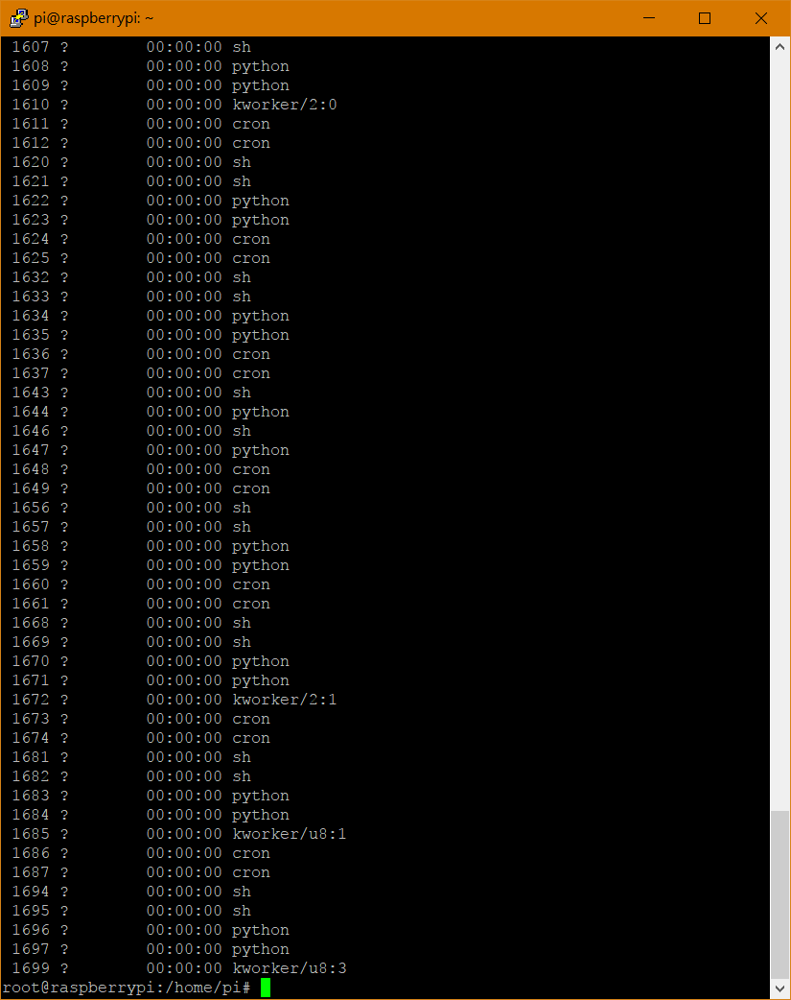 pi@raspberrypi: ~
1607 ? 00:00:00 sh
1608 ? 00:00:00 python
1609 ? 00:00:00 python
1610 ? 00:00:00 kworker/2:0
1611 ? 00:00:00 cron
1612 ? 00:00:00 cron
1620 ? 00:00:00 sh
1621 ? 00:00:00 sh
1622 ? 00:00:00 python
1623 ? 00:00:00 python
1624 ? 00:00:00 cron
1625 ? 00:00:00 cron
1632 ? 00:00:00 sh
1633 ? 00:00:00 sh
1634 ? 00:00:00 python
1635 ? 00:00:00 python
1636 ? 00:00:00 cron
1637 ? 00:00:00 cron
1643 ? 00:00:00 sh
1644 ? 00:00:00 python
1646 ? 00:00:00 sh
1647 ? 00:00:00 python
1648 ? 00:00:00 cron
1649 ? 00:00:00 cron
1656 ? 00:00:00 sh
1657 ? 00:00:00 sh
1658 ? 00:00:00 python
1659 ? 00:00:00 python
1660 ? 00:00:00 cron
1661 ? 00:00:00 cron
1668 ? 00:00:00 sh
1669 ? 00:00:00 sh
1670 ? 00:00:00 python
1671 ? 00:00:00 python
1672 ? 00:00:00 kworker/2:1
1673 ? 00:00:00 cron
1674 ? 00:00:00 cron
1681 ? 00:00:00 sh
1682 ? 00:00:00 sh
1683 ? 00:00:00 python
1684 ? 00:00:00 python
1685 ? 00:00:00 kworker/u8:1
1686 ? 00:00:00 cron
1687 ? 00:00:00 cron
1694 ? 00:00:00 sh
1695 ? 00:00:00 sh
1696 ? 00:00:00 python
1697 ? 00:00:00 python
1699 ? 00:00:00 kworker/u8:3
root@raspberrypi:/home/pi#